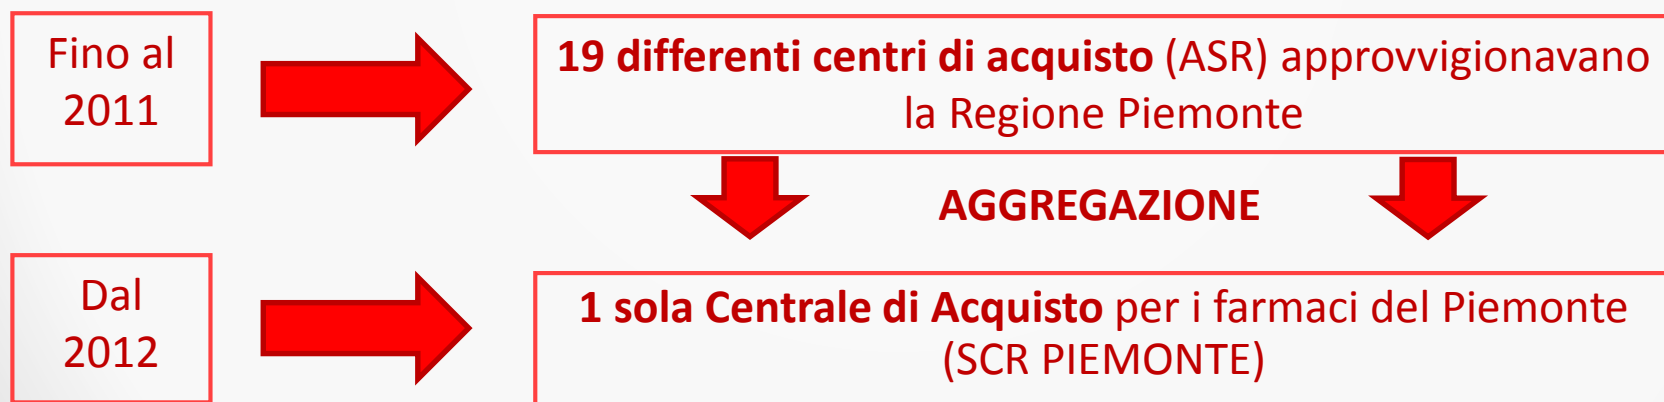 Fino al
2011
19 differenti centri di acquisto (ASR) approvvigionavano
la Regione Piemonte
AGGREGAZIONE
Dal
2012
1 sola Centrale di Acquisto per i farmaci del Piemonte
(SCR PIEMONTE)